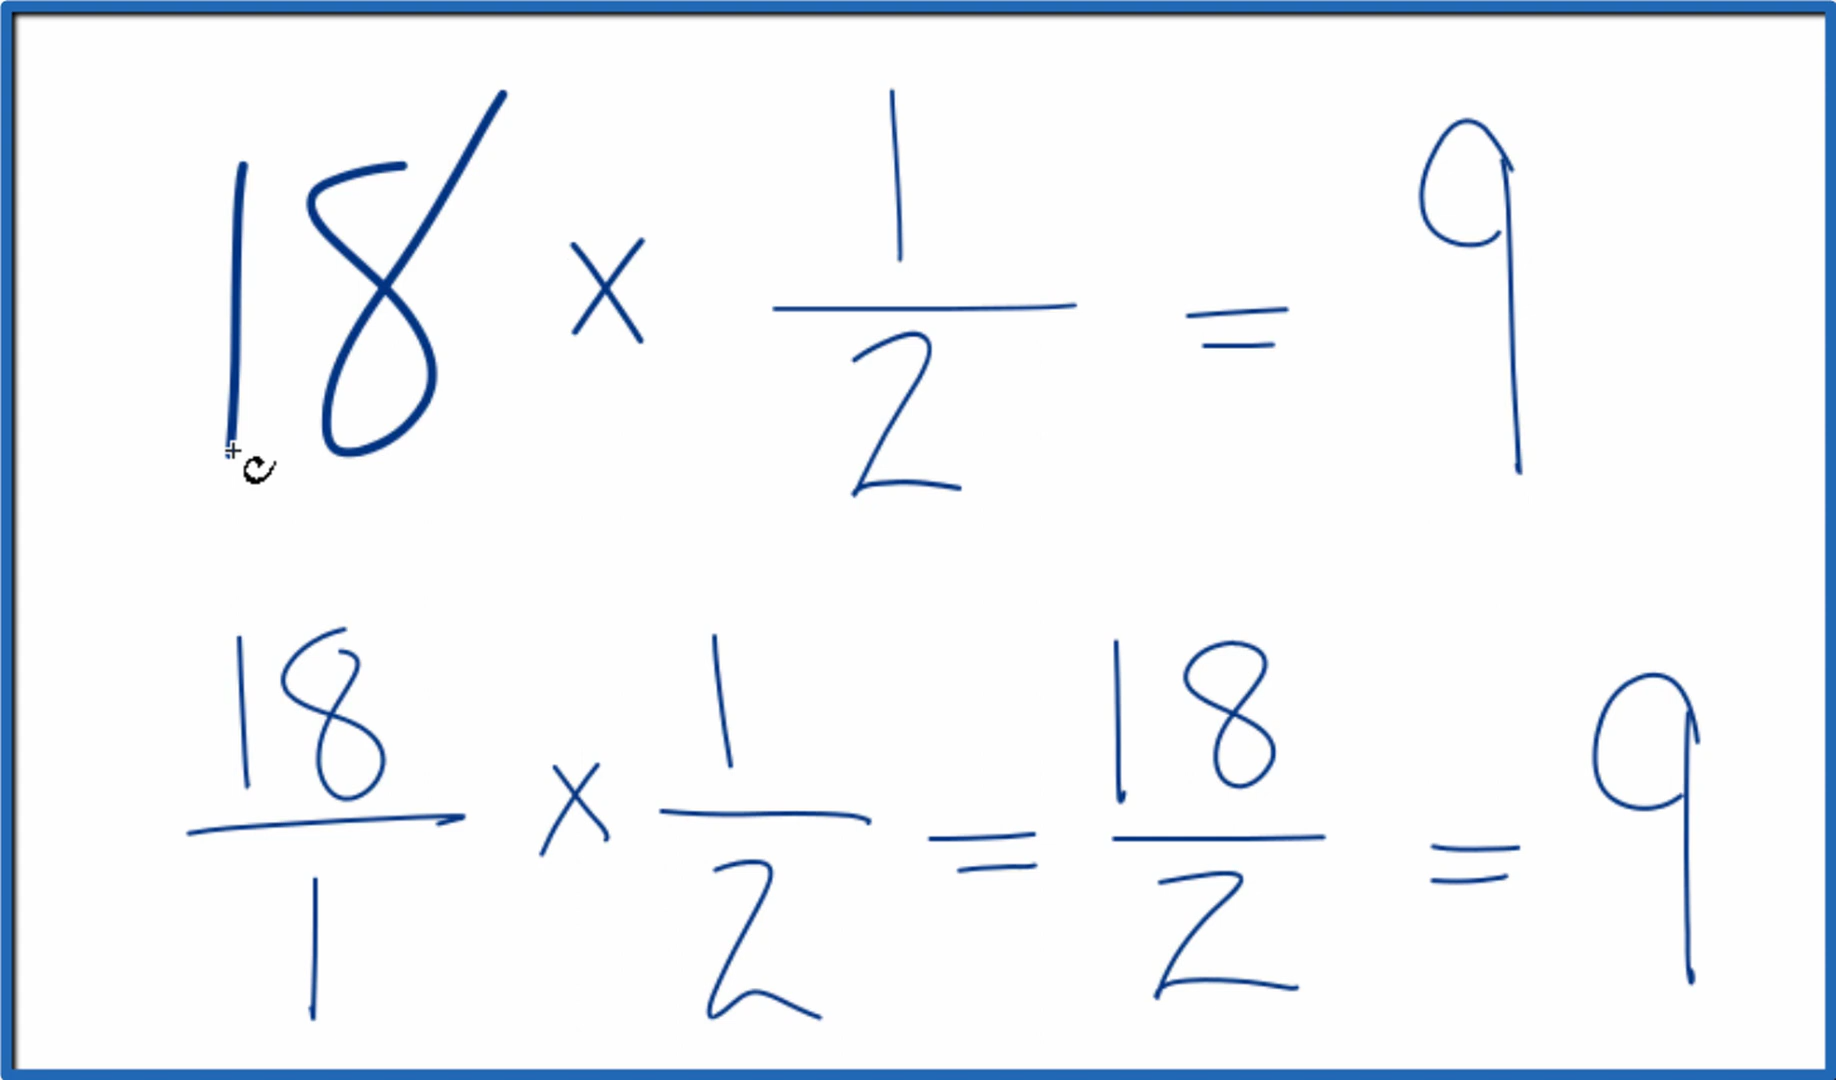 18 × 1/2 = 9
18/1 × 1/2 = 18/2 = 9